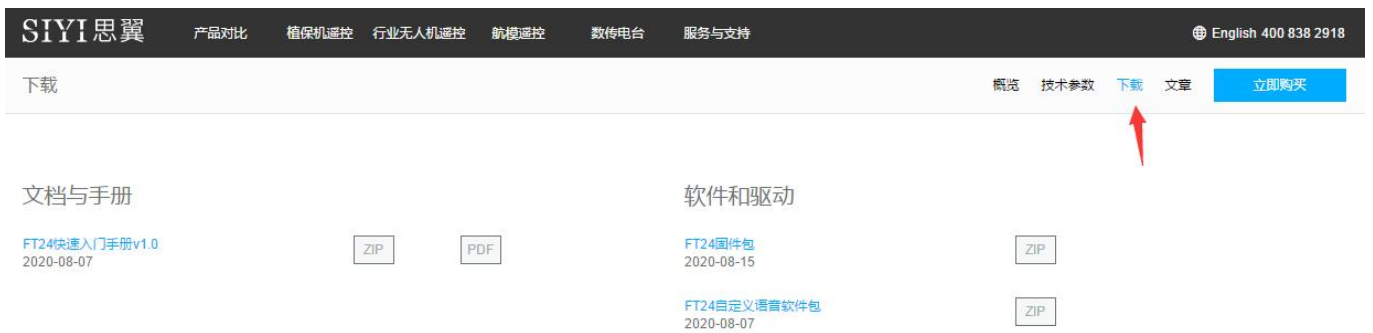 SIYI思翼 产品对比 植保机遥控 行业无人机遥控 航模遥控 数传电台 服务与支持 English 400 838 2918
下载 概览 技术参数 下载 文章 立即购买
文档与手册
FT24快速入门手册v1.0 ZIP PDF
2020-08-07
软件和驱动
FT24固件包 ZIP
2020-08-15
FT24自定义语音软件包 ZIP
2020-08-07